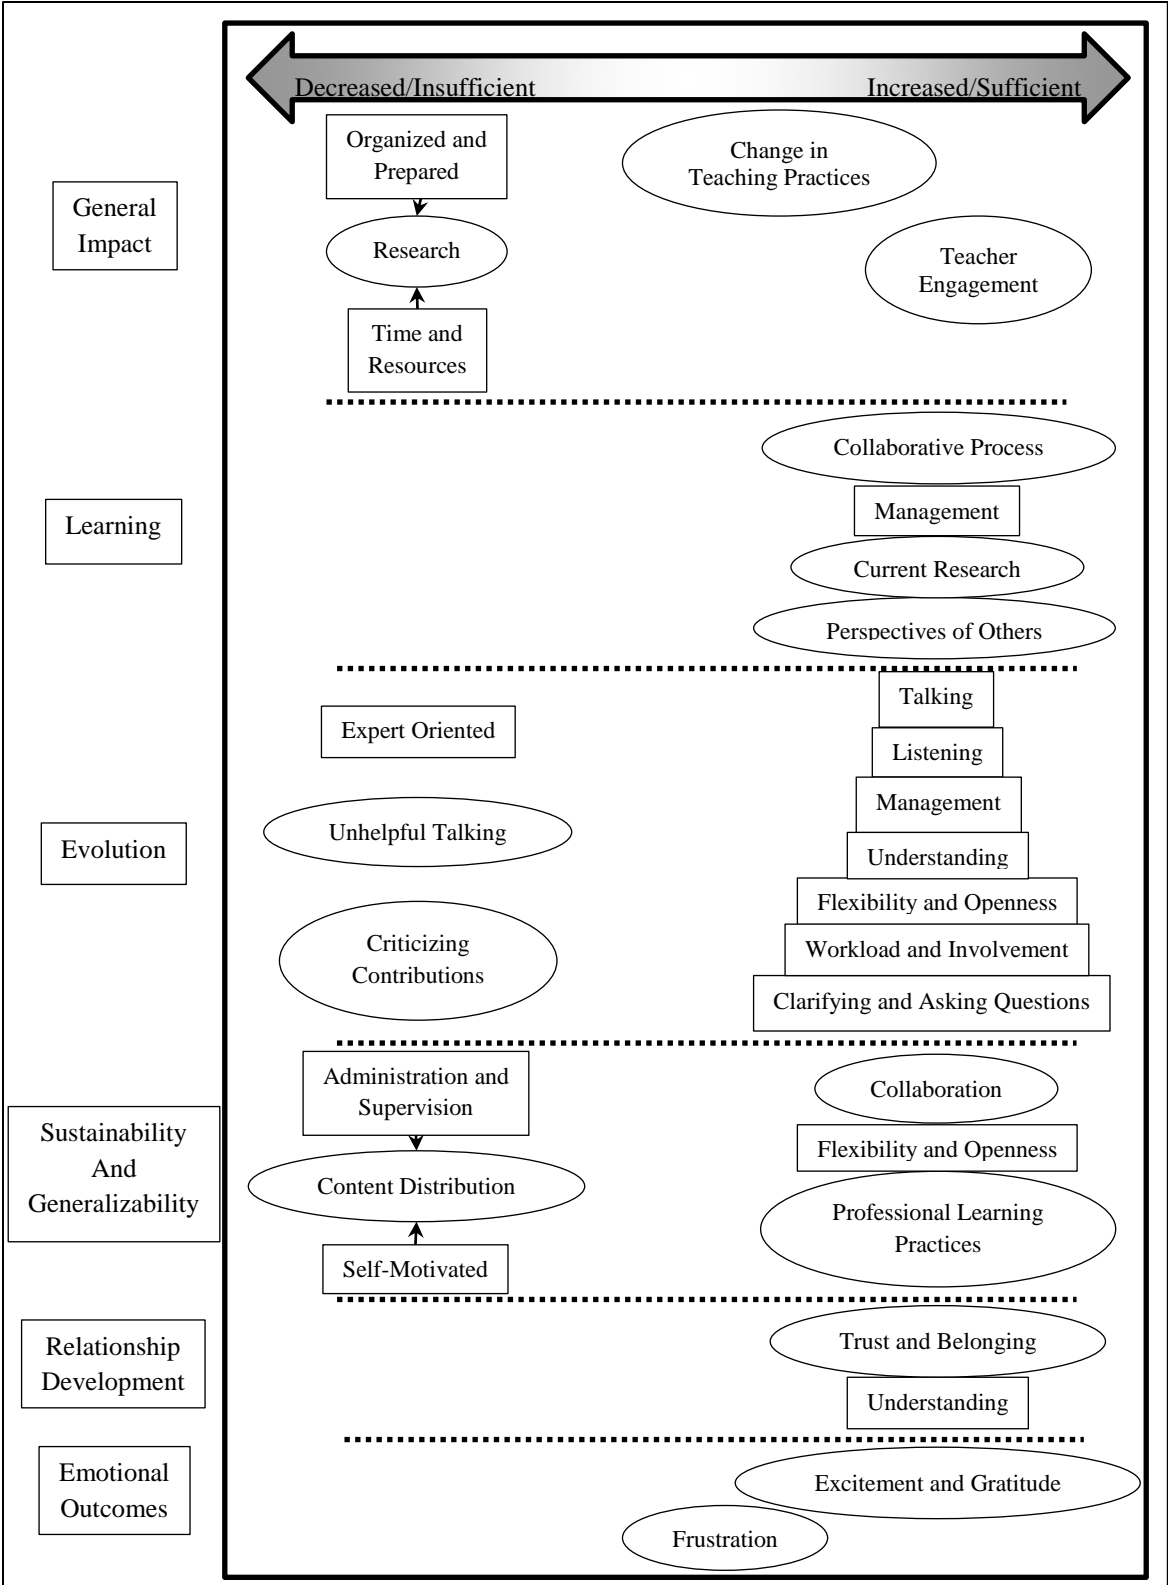 Decreased/Insufficient
Increased/Sufficient
General
Impact
Organized and
Prepared
Research
Time and
Resources
Change in
Teaching Practices
Teacher
Engagement
Learning
Collaborative Process
Management
Current Research
Perspectives of Others
Evolution
Expert Oriented
Unhelpful Talking
Criticizing
Contributions
Talking
Listening
Management
Understanding
Flexibility and Openness
Workload and Involvement
Clarifying and Asking Questions
Sustainability
And
Generalizability
Administration and
Supervision
Content Distribution
Self-Motivated
Collaboration
Flexibility and Openness
Professional Learning
Practices
Relationship
Development
Trust and Belonging
Understanding
Emotional
Outcomes
Excitement and Gratitude
Frustration